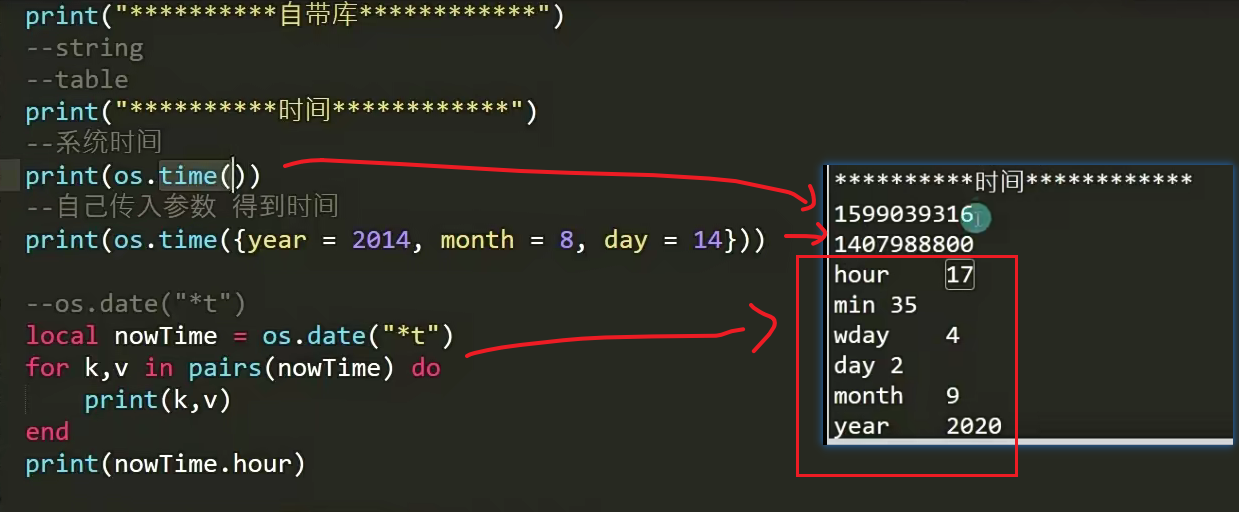 print("**********自带库************")
--string
--table
print("**********时间************")
--系统时间
print(os.time())
--自己传入参数 得到时间
print(os.time({year = 2014, month = 8, day = 14}))
--os.date("*t")
local nowTime = os.date("*t")
for k,v in pairs(nowTime) do
print(k,v)
end
print(nowTime.hour)
**********时间************
1599039316
1407988800
hour 17
min 35
wday 4
day 2
month 9
year 2020